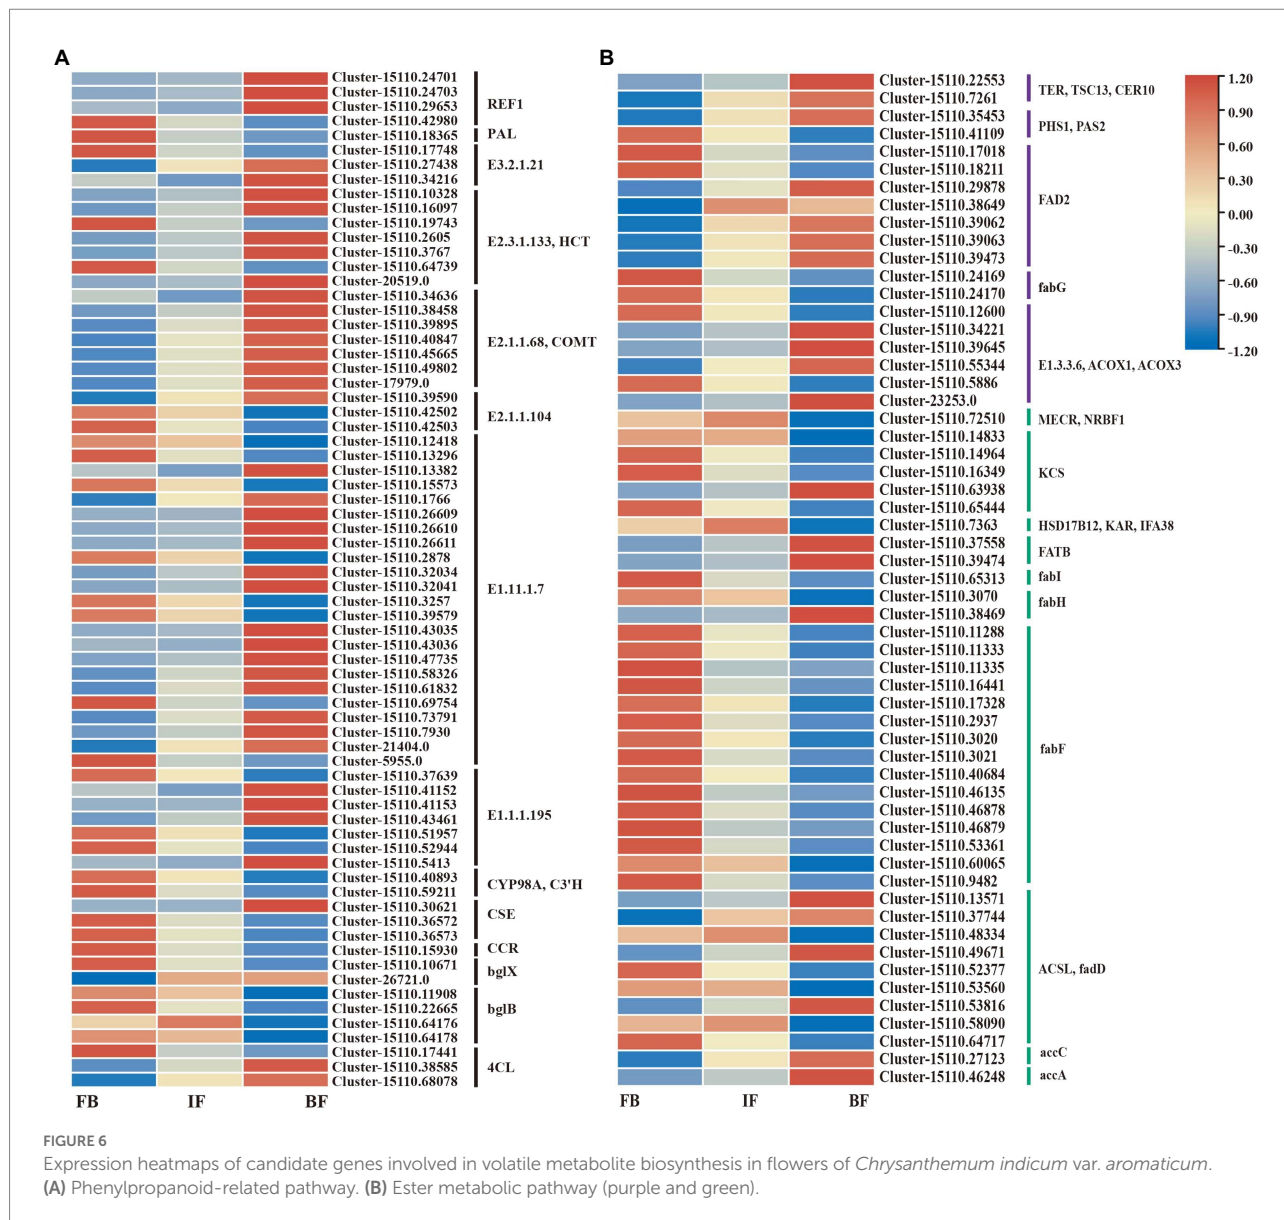 A
Cluster-15110.24701
Cluster-15110.24703
Cluster-15110.29653
Cluster-15110.42980
Cluster-15110.18365
Cluster-15110.17748
Cluster-15110.27438
Cluster-15110.34216
Cluster-15110.10328
Cluster-15110.16097
Cluster-15110.19743
Cluster-15110.2605
Cluster-15110.3767
Cluster-15110.64739
Cluster-20519.0
Cluster-15110.34636
Cluster-15110.38458
Cluster-15110.39895
Cluster-15110.40847
Cluster-15110.45665
Cluster-15110.49802
Cluster-17979.0
Cluster-15110.39590
Cluster-15110.42502
Cluster-15110.42503
Cluster-15110.12418
Cluster-15110.13296
Cluster-15110.13382
Cluster-15110.15573
Cluster-15110.1766
Cluster-15110.26609
Cluster-15110.26610
Cluster-15110.26611
Cluster-15110.2878
Cluster-15110.32034
Cluster-15110.32041
Cluster-15110.3257
Cluster-15110.39579
Cluster-15110.43035
Cluster-15110.43036
Cluster-15110.47735
Cluster-15110.58326
Cluster-15110.61832
Cluster-15110.69754
Cluster-15110.73791
Cluster-15110.7930
Cluster-21404.0
Cluster-5955.0
Cluster-15110.37639
Cluster-15110.41152
Cluster-15110.41153
Cluster-15110.43461
Cluster-15110.51957
Cluster-15110.52944
Cluster-15110.5413
Cluster-15110.40893
Cluster-15110.59211
Cluster-15110.30621
Cluster-15110.36572
Cluster-15110.36573
Cluster-15110.15930
Cluster-15110.10671
Cluster-26721.0
Cluster-15110.11908
Cluster-15110.22665
Cluster-15110.64176
Cluster-15110.64178
Cluster-15110.17441
Cluster-15110.38585
Cluster-15110.68078
REF1
PAL
E3.2.1.21
E2.3.1.133, HCT
E2.1.1.68, COMT
E2.1.1.104
E1.11.1.7
E1.1.1.195
CYP98A, C3'H
CSE
CCR
bglX
bglB
4CL
FB IF BF
B
Cluster-15110.22553
Cluster-15110.7261
Cluster-15110.35453
Cluster-15110.41109
Cluster-15110.17018
Cluster-15110.18211
Cluster-15110.29878
Cluster-15110.38649
Cluster-15110.39062
Cluster-15110.39063
Cluster-15110.39473
Cluster-15110.24169
Cluster-15110.24170
Cluster-15110.12600
Cluster-15110.34221
Cluster-15110.39645
Cluster-15110.55344
Cluster-15110.5886
Cluster-23253.0
Cluster-15110.72510
Cluster-15110.14833
Cluster-15110.14964
Cluster-15110.16349
Cluster-15110.63938
Cluster-15110.65444
Cluster-15110.7363
Cluster-15110.37558
Cluster-15110.39474
Cluster-15110.65313
Cluster-15110.3070
Cluster-15110.38469
Cluster-15110.11288
Cluster-15110.11333
Cluster-15110.11335
Cluster-15110.16441
Cluster-15110.17328
Cluster-15110.2937
Cluster-15110.3020
Cluster-15110.3021
Cluster-15110.40684
Cluster-15110.46135
Cluster-15110.46878
Cluster-15110.46879
Cluster-15110.53361
Cluster-15110.60065
Cluster-15110.9482
Cluster-15110.13571
Cluster-15110.37744
Cluster-15110.48334
Cluster-15110.49671
Cluster-15110.52377
Cluster-15110.53560
Cluster-15110.53816
Cluster-15110.58090
Cluster-15110.64717
Cluster-15110.27123
Cluster-15110.46248
TER, TSC13, CER10
PHS1, PAS2
FAD2
fabG
E1.3.3.6, ACOX1, ACOX3
MECR, NRBF1
KCS
HSD17B12, KAR, IFA38
FATB
fabI
fabH
fabF
ACSL, fadD
accC
accA
FB IF BF
1.20
0.90
0.60
0.30
0.00
-0.30
-0.60
-0.90
-1.20
FIGURE 6
Expression heatmaps of candidate genes involved in volatile metabolite biosynthesis in flowers of Chrysanthemum indicum var. aromaticum.
(A) Phenylpropanoid-related pathway. (B) Ester metabolic pathway (purple and green).